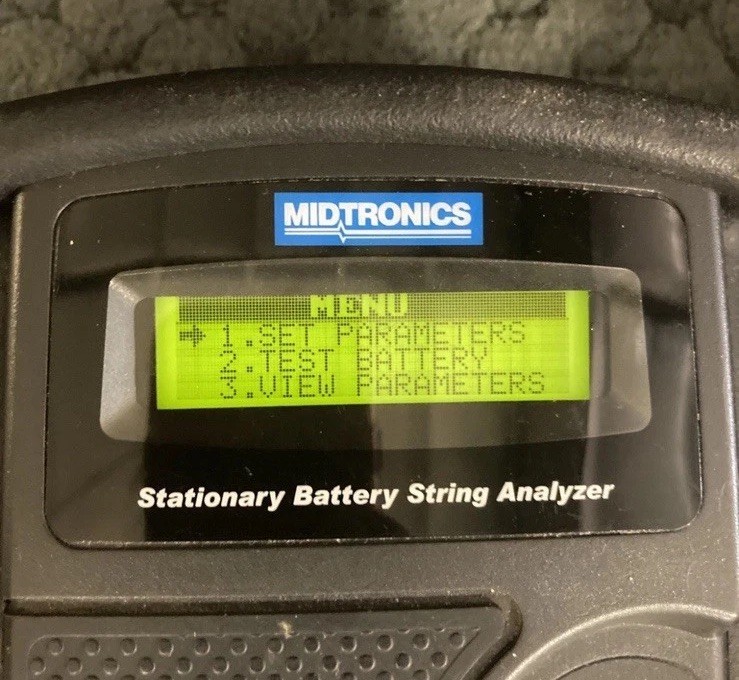 MIDTRONICS
MENU
1.SET PARAMETERS
2:TEST BATTERY
3.VIEW PARAMETERS
Stationary Battery String Analyzer